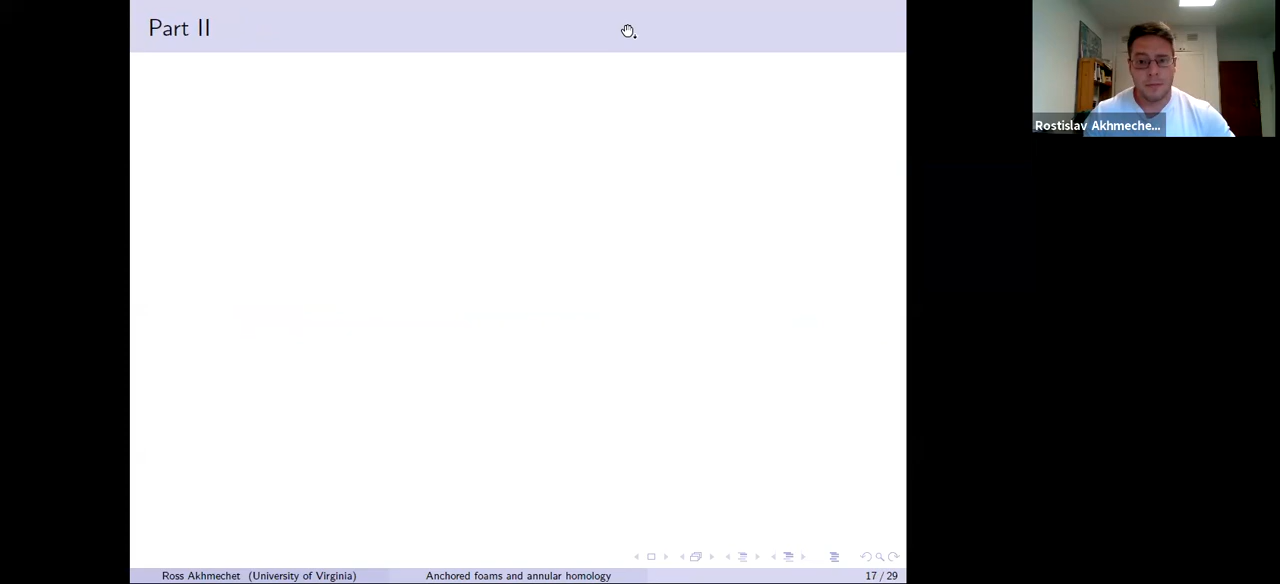 Part II
Rostislav Akhmeche...
Ross Akhmechet (University of Virginia)
Anchored foams and annular homology
17 / 29